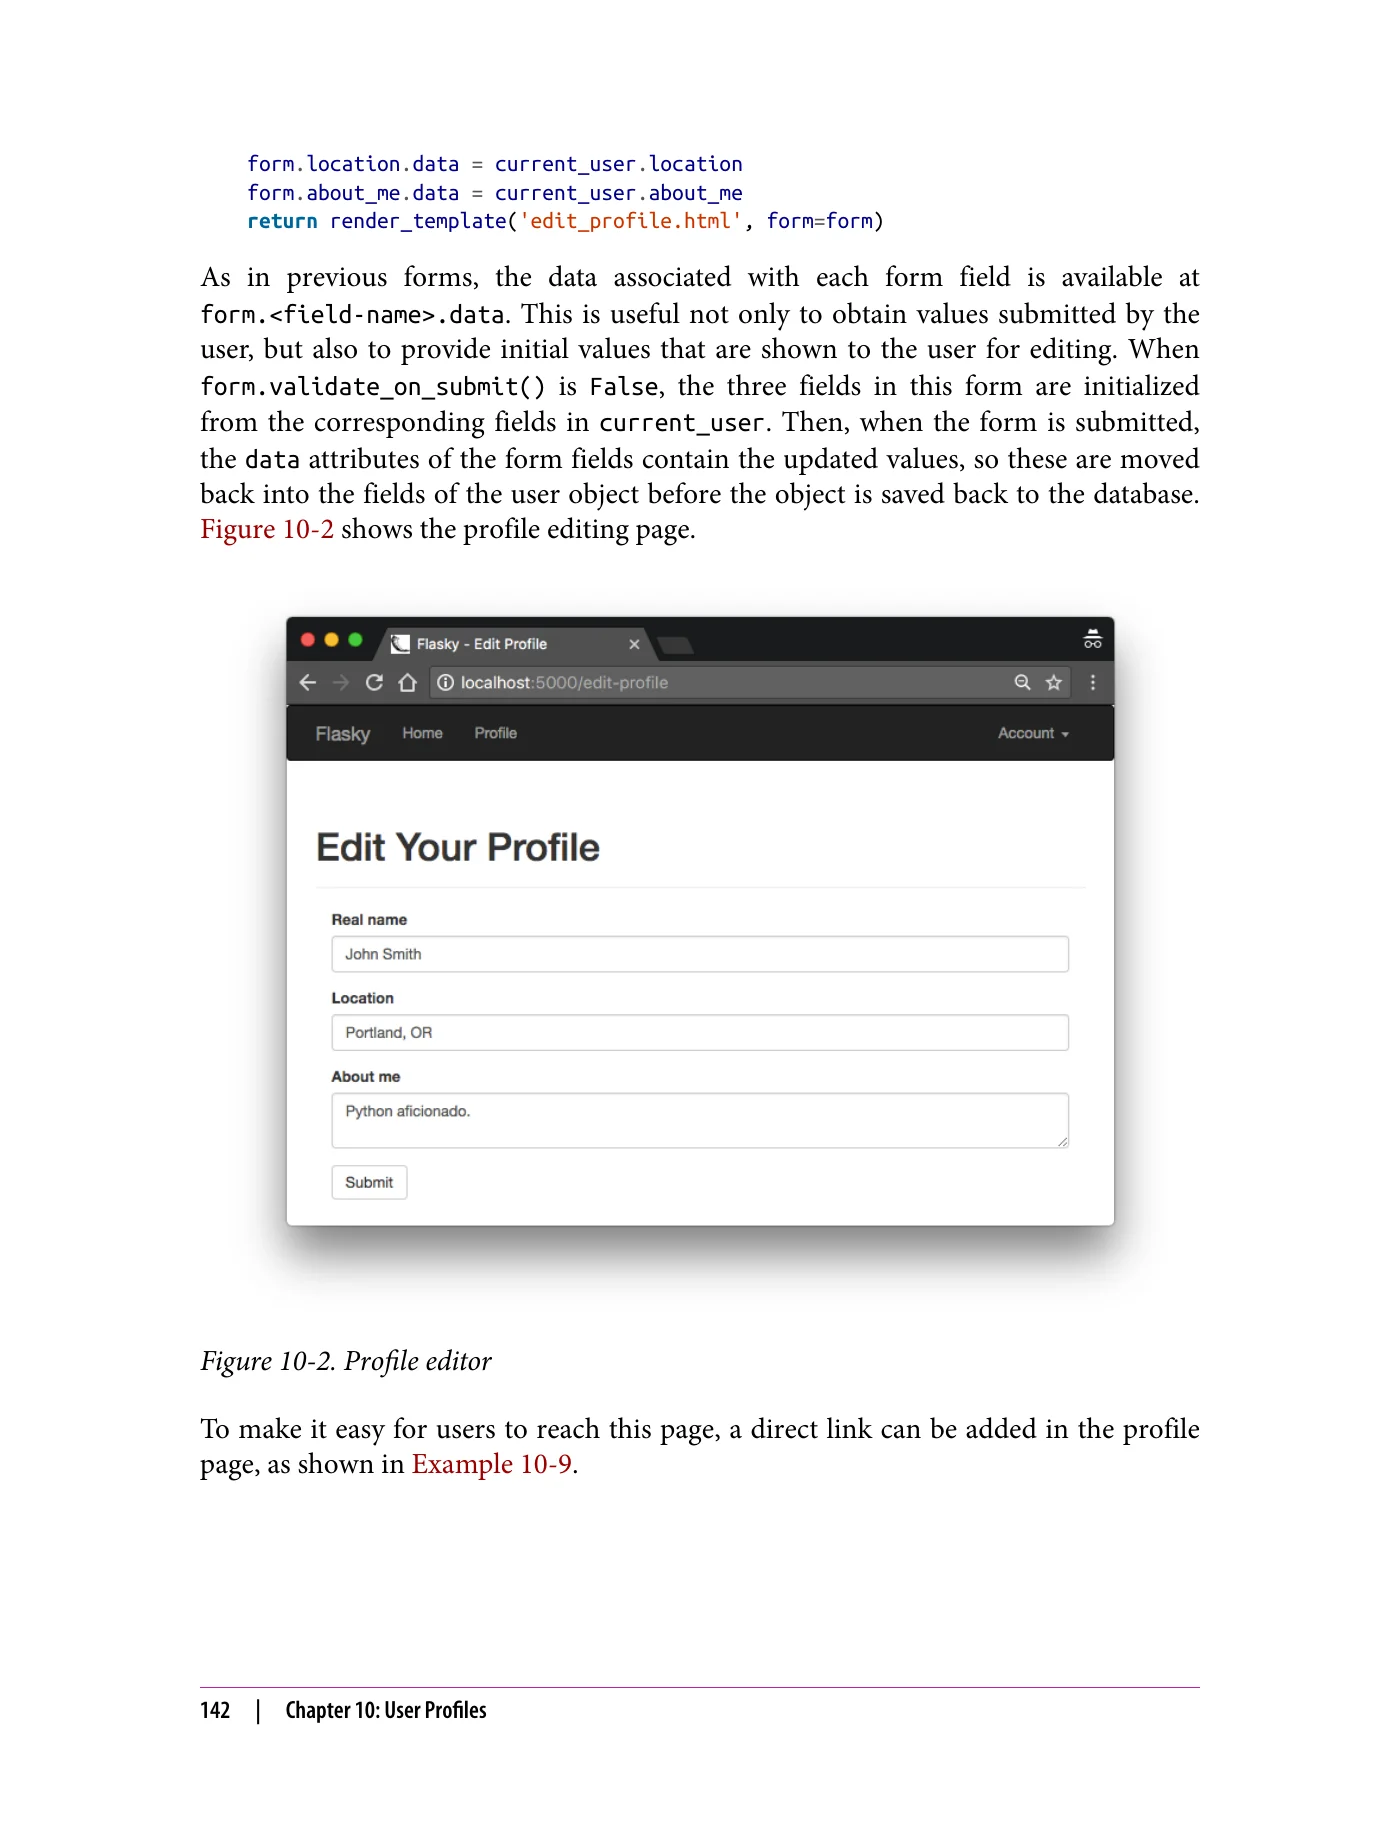 form.location.data = current_user.location
form.about_me.data = current_user.about_me
return render_template('edit_profile.html', form=form)
As in previous forms, the data associated with each form field is available at
form.<field-name>.data. This is useful not only to obtain values submitted by the
user, but also to provide initial values that are shown to the user for editing. When
form.validate_on_submit() is False, the three fields in this form are initialized
from the corresponding fields in current_user. Then, when the form is submitted,
the data attributes of the form fields contain the updated values, so these are moved
back into the fields of the user object before the object is saved back to the database.
Figure 10-2 shows the profile editing page.
Flasky - Edit Profile
localhost:5000/edit-profile
Flasky Home Profile Account
Edit Your Profile
Real name
John Smith
Location
Portland, OR
About me
Python aficionado.
Submit
Figure 10-2. Profile editor
To make it easy for users to reach this page, a direct link can be added in the profile
page, as shown in Example 10-9.
142 | Chapter 10: User Profiles